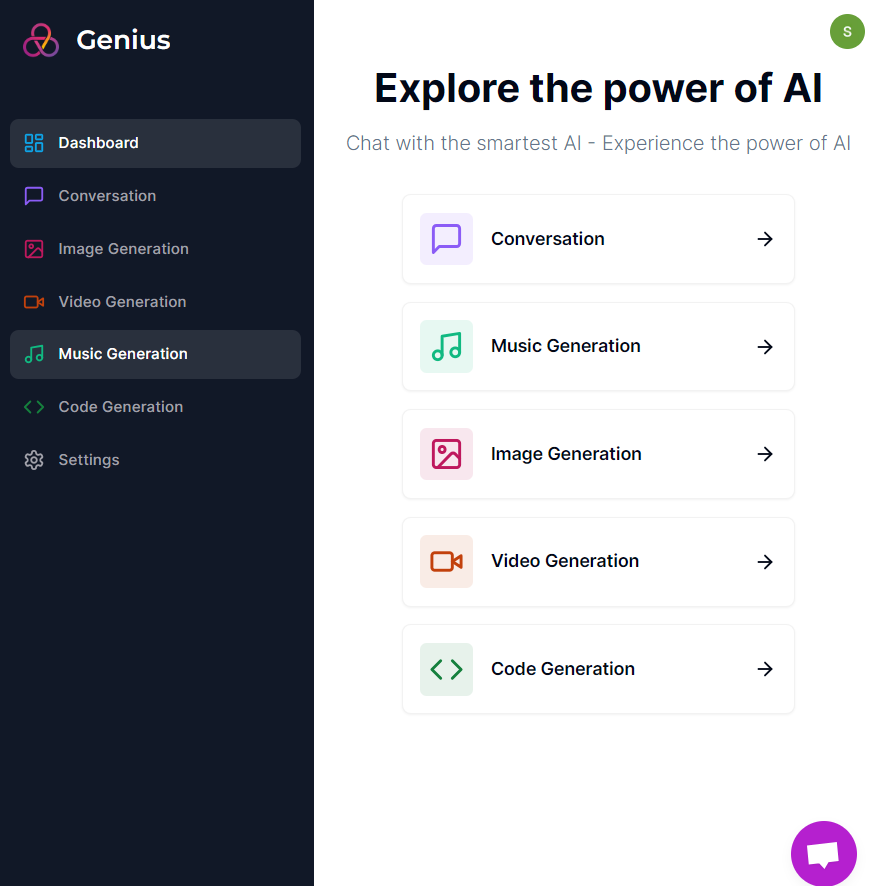 Genius
Dashboard
Conversation
Image Generation
Video Generation
Music Generation
Code Generation
Settings
S
Explore the power of AI
Chat with the smartest AI - Experience the power of AI
Conversation
Music Generation
Image Generation
Video Generation
Code Generation